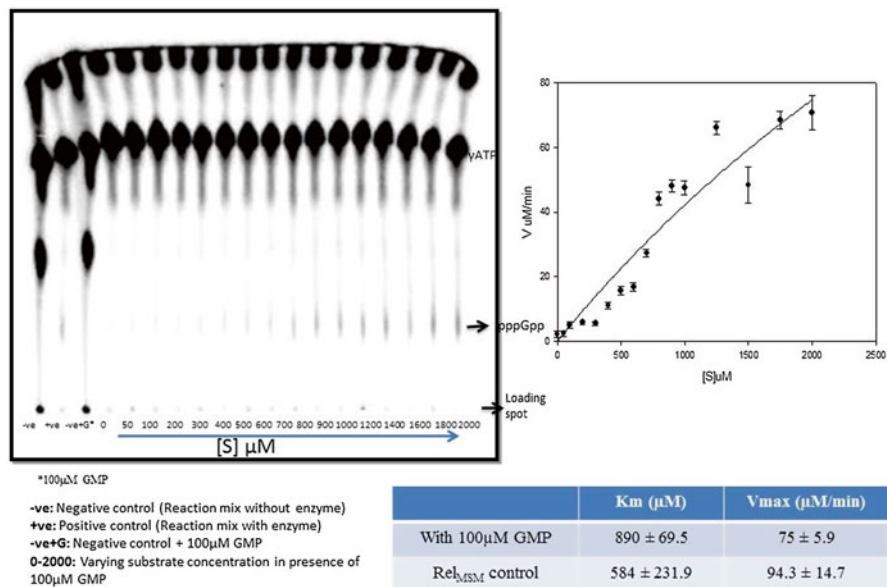 γATP
pppGpp
Loading
spot
-ve +ve -ve+G* 0 50 100 200 300 400 500 600 700 800 900 1000 1100 1200 1400 1600 1800 2000
[S] µM
80
60
40
20
0
V uM/min
0 500 1000 1500 2000 2500
[S]uM
*100µM GMP
-ve: Negative control (Reaction mix without enzyme)
+ve: Positive control (Reaction mix with enzyme)
-ve+G: Negative control + 100µM GMP
0-2000: Varying substrate concentration in presence of
100µM GMP
Km (µM) Vmax (µM/min)
With 100µM GMP 890 ± 69.5 75 ± 5.9
RelMSM control 584 ± 231.9 94.3 ± 14.7